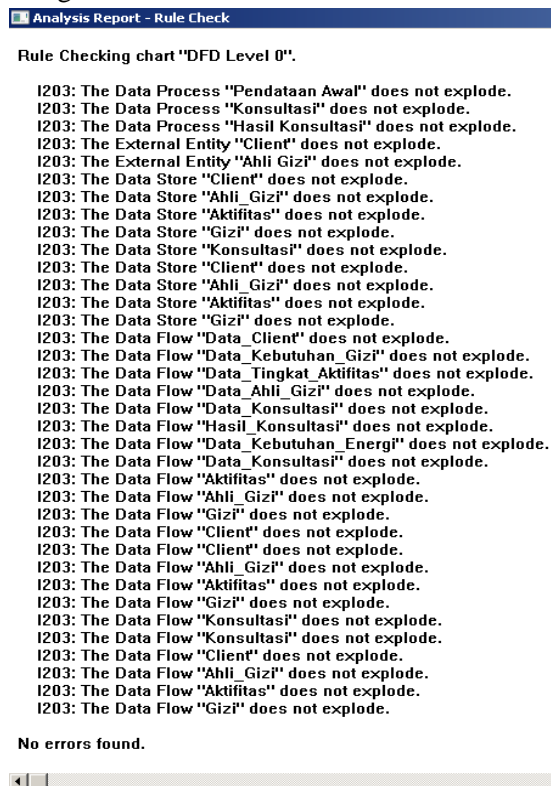 Analysis Report - Rule Check
Rule Checking chart "DFD Level 0".
I203: The Data Process "Pendataan Awal" does not explode.
I203: The Data Process "Konsultasi" does not explode.
I203: The Data Process "Hasil Konsultasi" does not explode.
I203: The External Entity "Client" does not explode.
I203: The External Entity "Ahli Gizi" does not explode.
I203: The Data Store "Client" does not explode.
I203: The Data Store "Ahli_Gizi" does not explode.
I203: The Data Store "Aktifitas" does not explode.
I203: The Data Store "Gizi" does not explode.
I203: The Data Store "Konsultasi" does not explode.
I203: The Data Store "Client" does not explode.
I203: The Data Store "Ahli_Gizi" does not explode.
I203: The Data Store "Aktifitas" does not explode.
I203: The Data Store "Gizi" does not explode.
I203: The Data Flow "Data_Client" does not explode.
I203: The Data Flow "Data_Kebutuhan_Gizi" does not explode.
I203: The Data Flow "Data_Tingkat_Aktifitas" does not explode.
I203: The Data Flow "Data_Ahli_Gizi" does not explode.
I203: The Data Flow "Data_Konsultasi" does not explode.
I203: The Data Flow "Hasil_Konsultasi" does not explode.
I203: The Data Flow "Data_Kebutuhan_Energi" does not explode.
I203: The Data Flow "Data_Konsultasi" does not explode.
I203: The Data Flow "Aktifitas" does not explode.
I203: The Data Flow "Ahli_Gizi" does not explode.
I203: The Data Flow "Gizi" does not explode.
I203: The Data Flow "Client" does not explode.
I203: The Data Flow "Client" does not explode.
I203: The Data Flow "Ahli_Gizi" does not explode.
I203: The Data Flow "Aktifitas" does not explode.
I203: The Data Flow "Gizi" does not explode.
I203: The Data Flow "Konsultasi" does not explode.
I203: The Data Flow "Konsultasi" does not explode.
I203: The Data Flow "Client" does not explode.
I203: The Data Flow "Ahli_Gizi" does not explode.
I203: The Data Flow "Aktifitas" does not explode.
I203: The Data Flow "Gizi" does not explode.
No errors found.